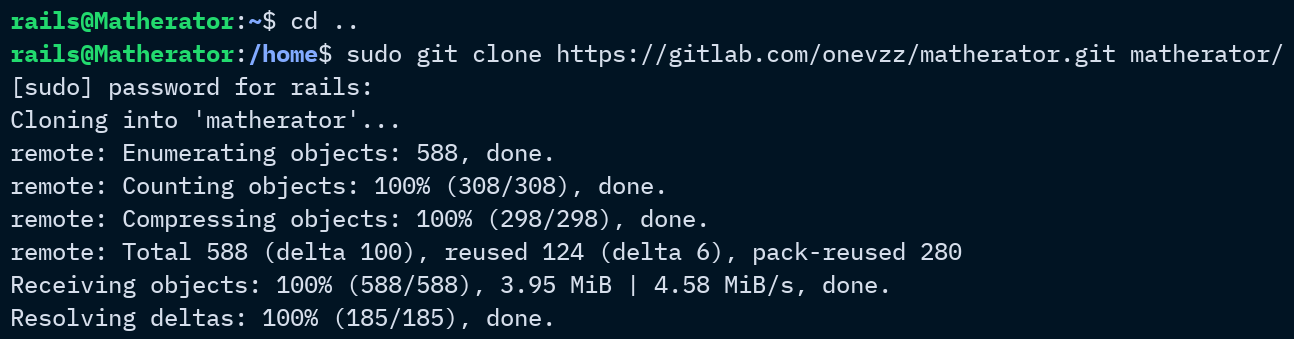 rails@Matherator:~$ cd ..
rails@Matherator:/home$ sudo git clone https://gitlab.com/onevzz/matherator.git matherator/
[sudo] password for rails:
Cloning into 'matherator'...
remote: Enumerating objects: 588, done.
remote: Counting objects: 100% (308/308), done.
remote: Compressing objects: 100% (298/298), done.
remote: Total 588 (delta 100), reused 124 (delta 6), pack-reused 280
Receiving objects: 100% (588/588), 3.95 MiB | 4.58 MiB/s, done.
Resolving deltas: 100% (185/185), done.